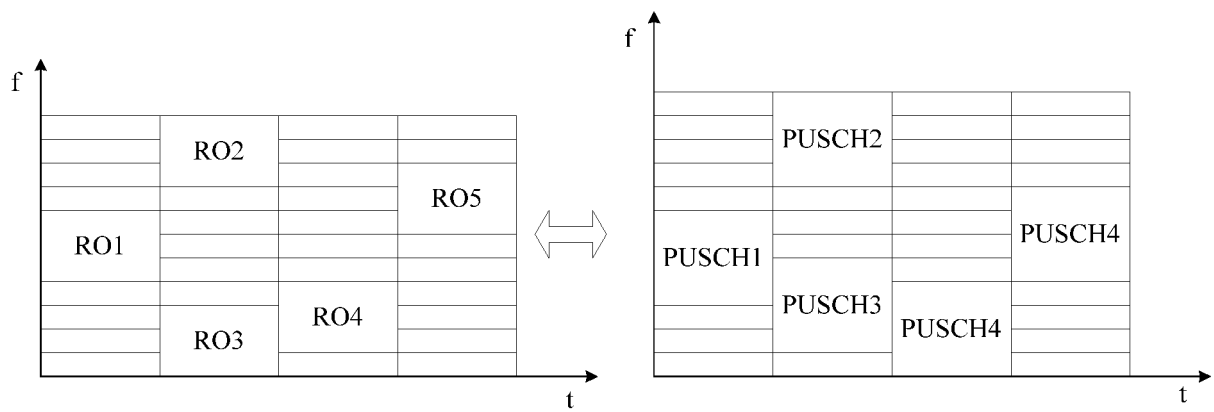 f
RO2
RO5
RO1
RO4
RO3
t
f
PUSCH2
PUSCH4
PUSCH1
PUSCH3
PUSCH4
t